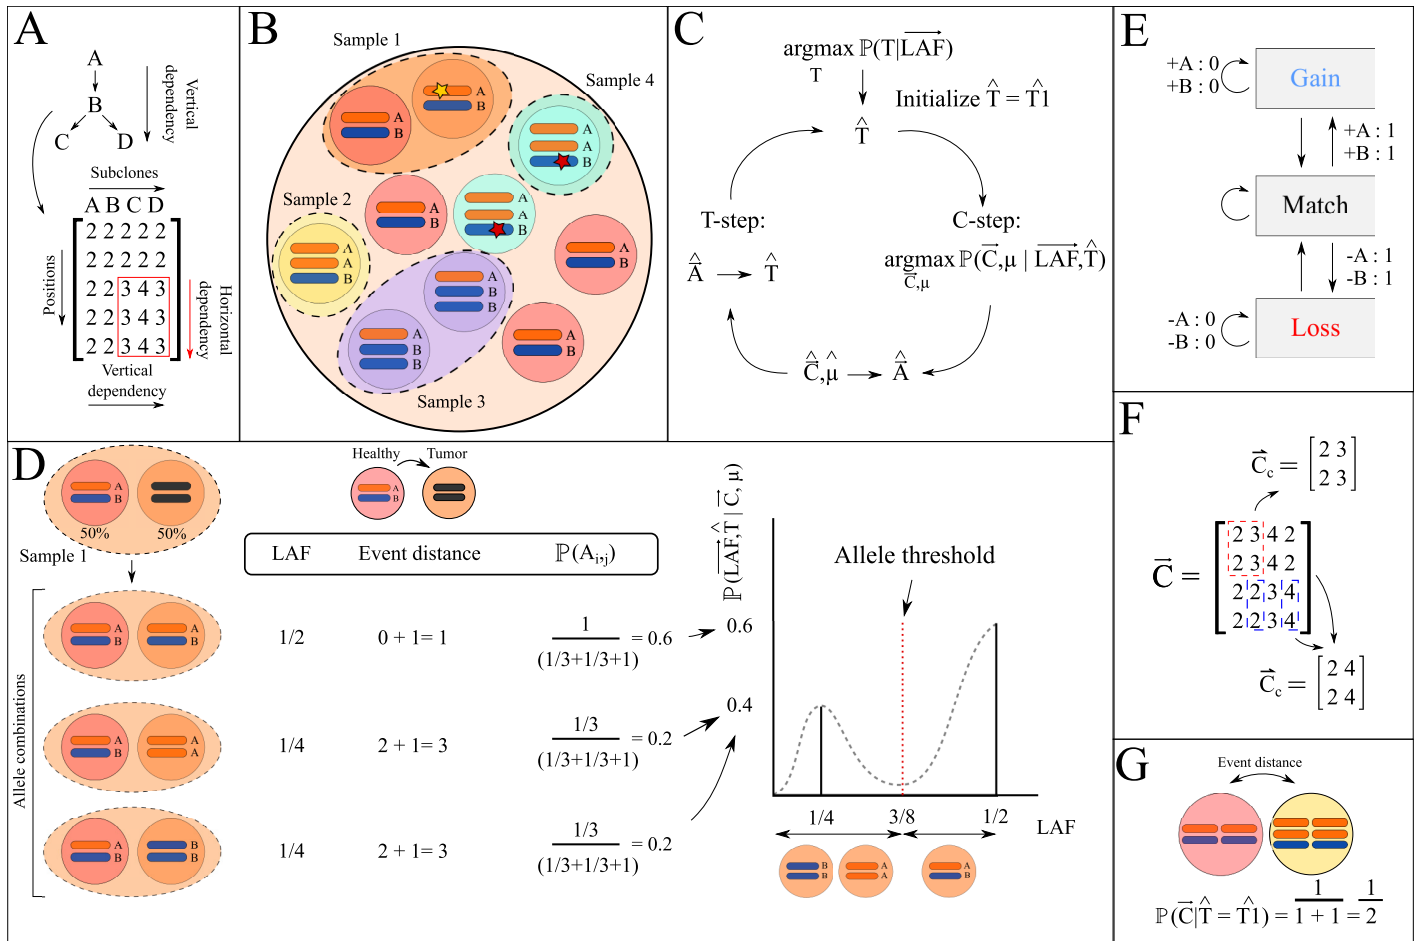 A
A
B
C D
Vertical dependency
Subclones
A B C D
2 2 2 2 2
2 2 2 2 2
2 2 3 4 3
2 2 3 4 3
2 2 3 4 3
Positions
Horizontal dependency
Vertical
dependency
B
Sample 1
Sample 4
Sample 2
Sample 3
A
B
A
B
A
A
B
A
B
A
A
B
A
B
A
A
B
A
B
B
A
B
B
A
B
C
argmax ℙ(T|LAF)
T
Initialize T̂ = T̂1
T̂
T-step:
C-step:
Â⃗ → T̂
argmax ℙ(C⃗,μ | LAF,T̂)
C⃗,μ
Ĉ⃗,μ̂ → Â⃗
D
A
B
50% 50%
Sample 1
Healthy Tumor
A
B
LAF Event distance ℙ(Ai,j)
Allele combinations
A A
B B
1/2 0 + 1= 1 1/(1/3+1/3+1) = 0.6
A A
B A
1/4 2 + 1= 3 1/3/(1/3+1/3+1) = 0.2
A B
B B
1/4 2 + 1= 3 1/3/(1/3+1/3+1) = 0.2
ℙ(LAF,T̂ | C⃗, μ)
Allele threshold
0.6
0.4
1/4 3/8 1/2
LAF
B A A
B A B
E
+A : 0
+B : 0
Gain
+A : 1
+B : 1
Match
-A : 1
-B : 1
-A : 0
-B : 0
Loss
F
C⃗c = [2 3
2 3]
C⃗ =
2 3 4 2
2 3 4 2
2 2 3 4
2 2 3 4
C⃗c = [2 4
2 4]
G
Event distance
ℙ(C⃗|T̂ = T̂1) = 1/1 + 1 = 1/2